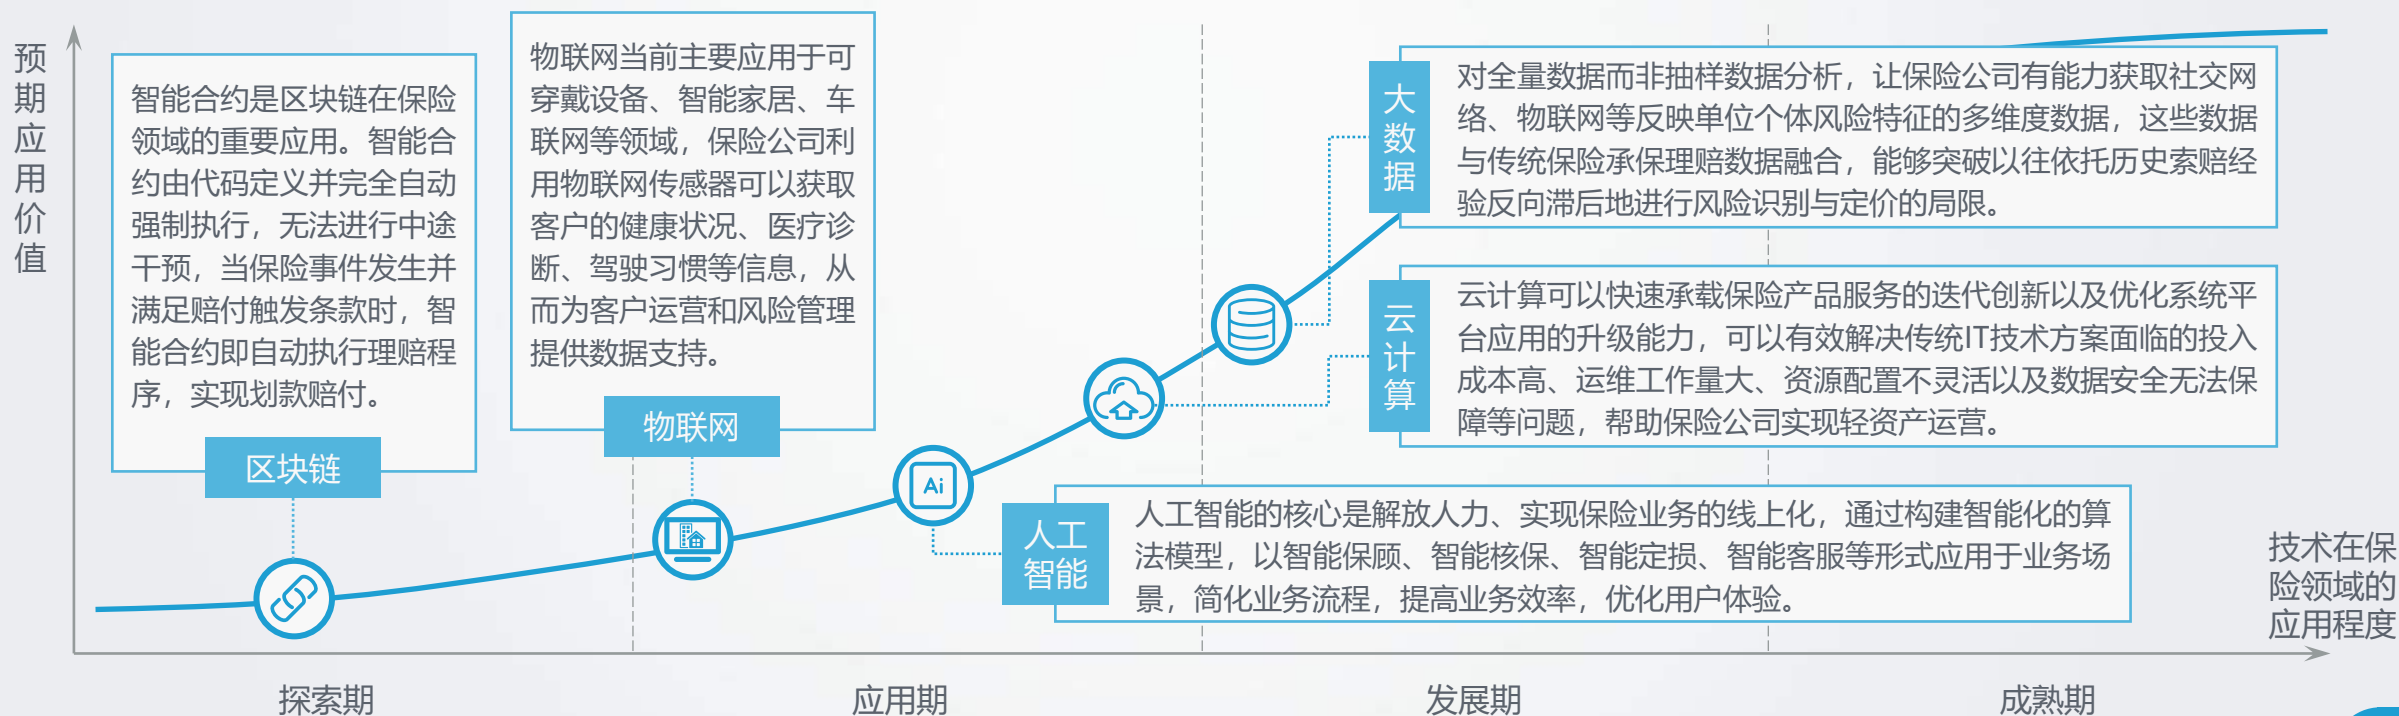 预期应用价值
智能合约是区块链在保险
领域的重要应用。智能合
约由代码定义并完全自动
强制执行，无法进行中途
干预，当保险事件发生并
满足赔付触发条款时，智
能合约即自动执行理赔程
序，实现划款赔付。
区块链
物联网当前主要应用于可
穿戴设备、智能家居、车
联网等领域，保险公司利
用物联网传感器可以获取
客户的健康状况、医疗诊
断、驾驶习惯等信息，从
而为客户运营和风险管理
提供数据支持。
物联网
大数据
对全量数据而非抽样数据分析，让保险公司有能力获取社交网
络、物联网等反映单位个体风险特征的多维度数据，这些数据
与传统保险承保理赔数据融合，能够突破以往依托历史索赔经
验反向滞后地进行风险识别与定价的局限。
云计算
云计算可以快速承载保险产品服务的迭代创新以及优化系统平
台应用的升级能力，可以有效解决传统IT技术方案面临的投入
成本高、运维工作量大、资源配置不灵活以及数据安全无法保
障等问题，帮助保险公司实现轻资产运营。
Ai
人工
智能
人工智能的核心是解放人力、实现保险业务的线上化，通过构建智能化的算
法模型，以智能保顾、智能核保、智能定损、智能客服等形式应用于业务场
景，简化业务流程，提高业务效率，优化用户体验。
技术在保
险领域的
应用程度
探索期
应用期
发展期
成熟期